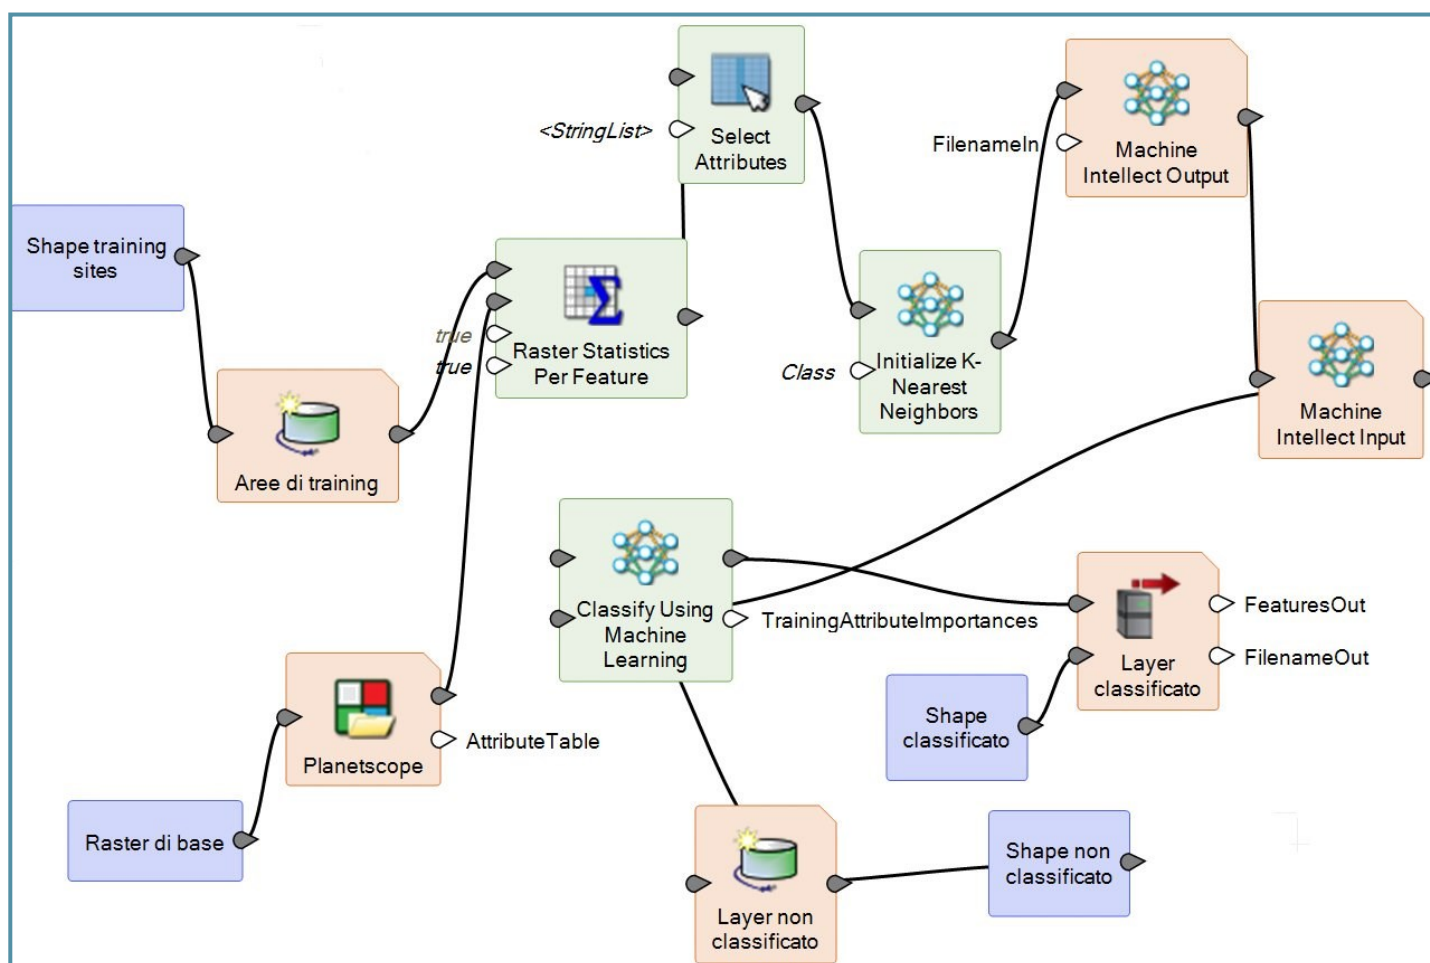 <StringList>
Select
Attributes
FilenameIn
Machine
Intellect Output
Shape training
sites
true
true
Raster Statistics
Per Feature
Class
Initialize K-
Nearest
Neighbors
Machine
Intellect Input
Aree di training
Classify Using
Machine
Learning
TrainingAttributeImportances
Layer
classificato
FeaturesOut
FilenameOut
Shape
classificato
Planetscope
AttributeTable
Raster di base
Layer non
classificato
Shape non
classificato